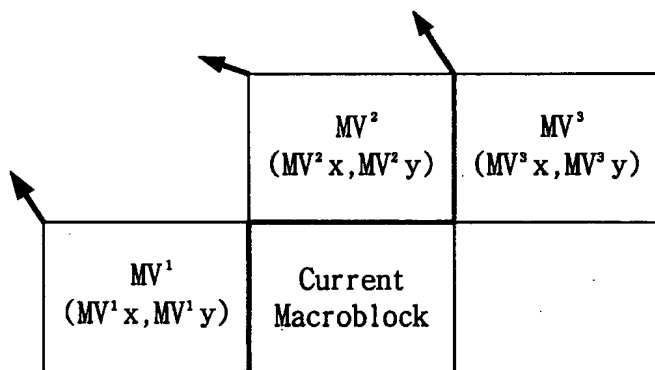 MV²
(MV²x,MV²y)
MV³
(MV³x,MV³y)
MV¹
(MV¹x,MV¹y)
Current
Macroblock